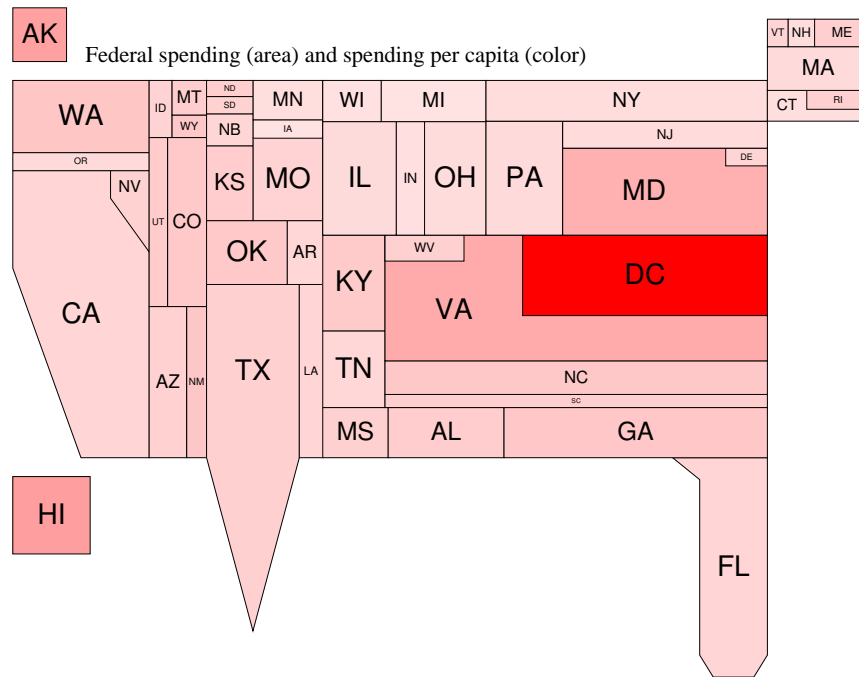 AK
Federal spending (area) and spending per capita (color)
VT NH ME
MA
CT RI
WA ID MT ND MN WI MI NY
SD
WY NB IA
OR NJ
NV UT CO KS MO IL IN OH PA MD DE
OK AR KY WV DC
CA VA
AZ NM TX LA TN NC
SC
MS AL GA
HI
FL